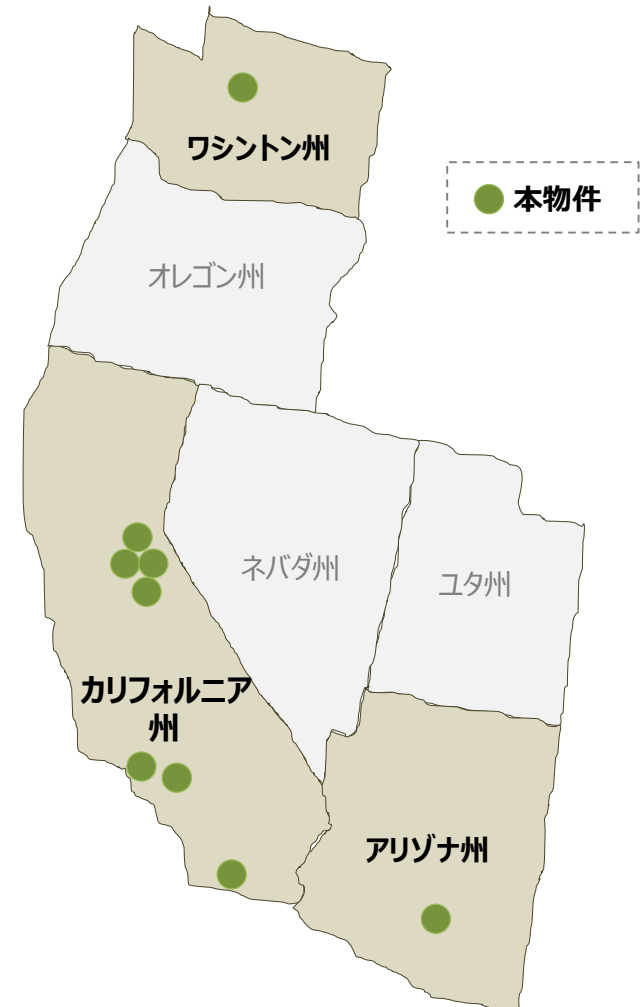 ワシントン州
本物件
オレゴン州
ネバダ州
ユタ州
カリフォルニア
州
アリゾナ州